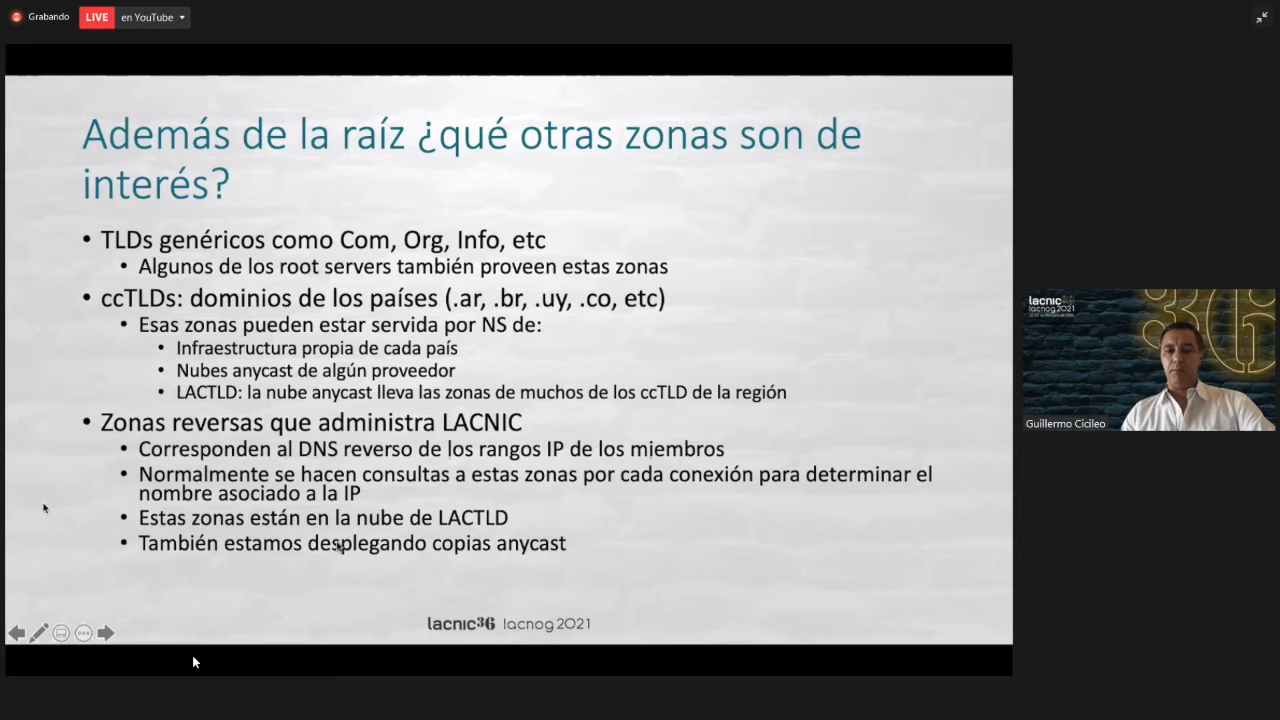 Grabando
LIVE en YouTube
Además de la raíz ¿qué otras zonas son de
interés?
• TLDs genéricos como Com, Org, Info, etc
• Algunos de los root servers también proveen estas zonas
• ccTLDs: dominios de los países (.ar, .br, .uy, .co, etc)
• Esas zonas pueden estar servida por NS de:
• Infraestructura propia de cada país
• Nubes anycast de algún proveedor
• LACTLD: la nube anycast lleva las zonas de muchos de los ccTLD de la región
• Zonas reversas que administra LACNIC
• Corresponden al DNS reverso de los rangos IP de los miembros
• Normalmente se hacen consultas a estas zonas por cada conexión para determinar el
nombre asociado a la IP
• Estas zonas están en la nube de LACTLD
• También estamos desplegando copias anycast
lacnic36 lacnog 2021
lacnic36
lacnog2021
36
Guillermo Cicileo